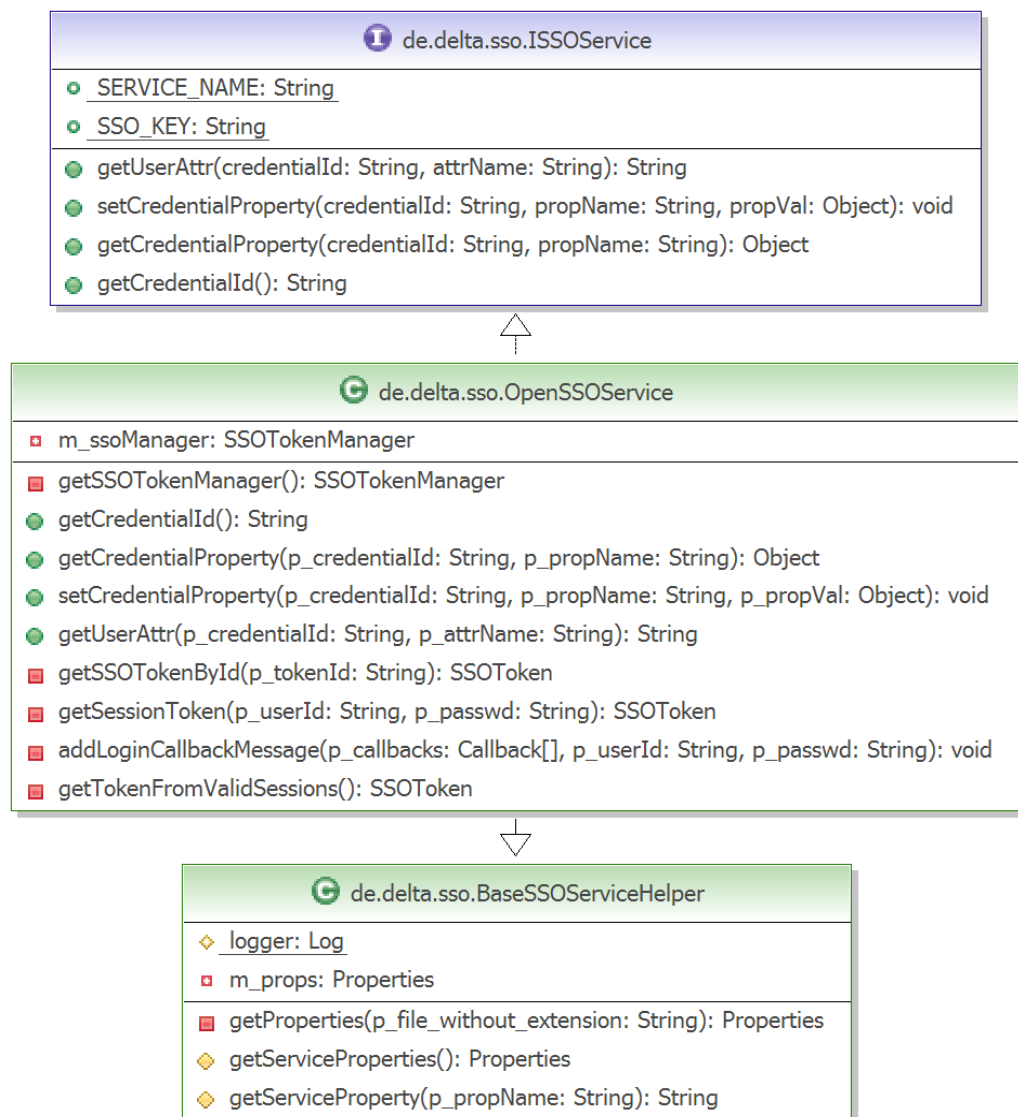 I de.delta.sso.ISSOService
SERVICE_NAME: String
SSO_KEY: String
getUserAttr(credentialId: String, attrName: String): String
setCredentialProperty(credentialId: String, propName: String, propVal: Object): void
getCredentialProperty(credentialId: String, propName: String): Object
getCredentialId(): String
C de.delta.sso.OpenSSOService
m_ssoManager: SSOTokenManager
getSSOTokenManager(): SSOTokenManager
getCredentialId(): String
getCredentialProperty(p_credentialId: String, p_propName: String): Object
setCredentialProperty(p_credentialId: String, p_propName: String, p_propVal: Object): void
getUserAttr(p_credentialId: String, p_attrName: String): String
getSSOTokenById(p_tokenId: String): SSOToken
getSessionToken(p_userId: String, p_passwd: String): SSOToken
addLoginCallbackMessage(p_callbacks: Callback[], p_userId: String, p_passwd: String): void
getTokenFromValidSessions(): SSOToken
C de.delta.sso.BaseSSOServiceHelper
logger: Log
m_props: Properties
getProperties(p_file_without_extension: String): Properties
getServiceProperties(): Properties
getServiceProperty(p_propName: String): String